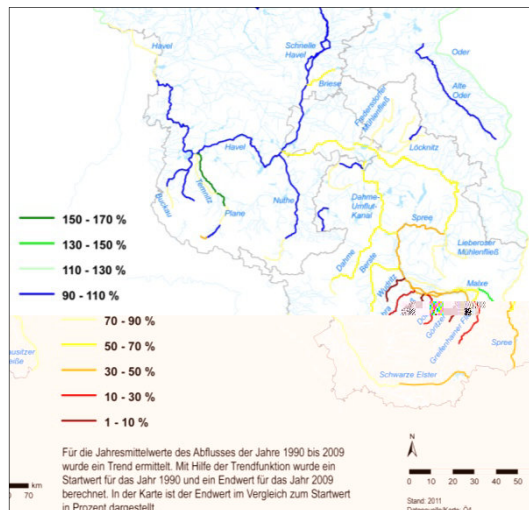 Havel
Schnelle
Havel
Oder
Briese
Alte
Oder
Löcknitz
Havel
Temnitz
Buckau
Plane
Nuthe
Dahme-
Umflut-
Kanal
Spree
Dahme
Berste
Lieberoser
Mühlenfließ
Malxe
Greifenhainer
Spree
Schwarze Elster
150 - 170 %
130 - 150 %
110 - 130 %
90 - 110 %
70 - 90 %
50 - 70 %
30 - 50 %
10 - 30 %
1 - 10 %
Für die Jahresmittelwerte des Abflusses der Jahre 1990 bis 2009
wurde ein Trend ermittelt. Mit Hilfe der Trendfunktion wurde ein
Startwert für das Jahr 1990 und ein Endwert für das Jahr 2009
berechnet. In der Karte ist der Endwert im Vergleich zum Startwert
in Prozent dargestellt.
km
70
N
0 10 20 30 40 50
Stand: 2011